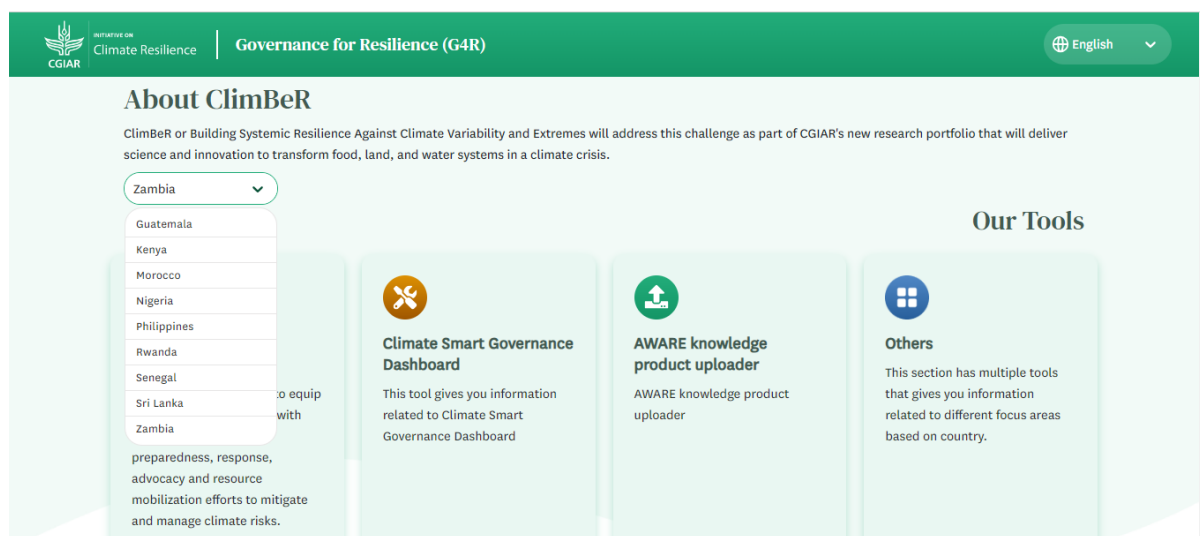 CGIAR
INITIATIVE ON
Climate Resilience
Governance for Resilience (G4R)
English
About ClimBeR
ClimBeR or Building Systemic Resilience Against Climate Variability and Extremes will address this challenge as part of CGIAR's new research portfolio that will deliver
science and innovation to transform food, land, and water systems in a climate crisis.
Zambia
Guatemala
Kenya
Morocco
Nigeria
Philippines
Rwanda
Senegal
Sri Lanka
Zambia
Our Tools
to equip
with
preparedness, response,
advocacy and resource
mobilization efforts to mitigate
and manage climate risks.
Climate Smart Governance
Dashboard
This tool gives you information
related to Climate Smart
Governance Dashboard
AWARE knowledge
product uploader
AWARE knowledge product
uploader
Others
This section has multiple tools
that gives you information
related to different focus areas
based on country.